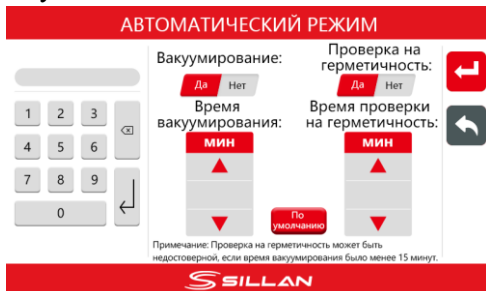 АВТОМАТИЧЕСКИЙ РЕЖИМ
Вакуумирование:
Да Нет
Проверка на
герметичность:
Да Нет
Время
вакуумирования:
мин
Время проверки
на герметичность:
мин
1 2 3
4 5 6
7 8 9
0
По
умолчанию
Примечание: Проверка на герметичность может быть
недостоверной, если время вакуумирования было менее 15 минут.
SILLAN